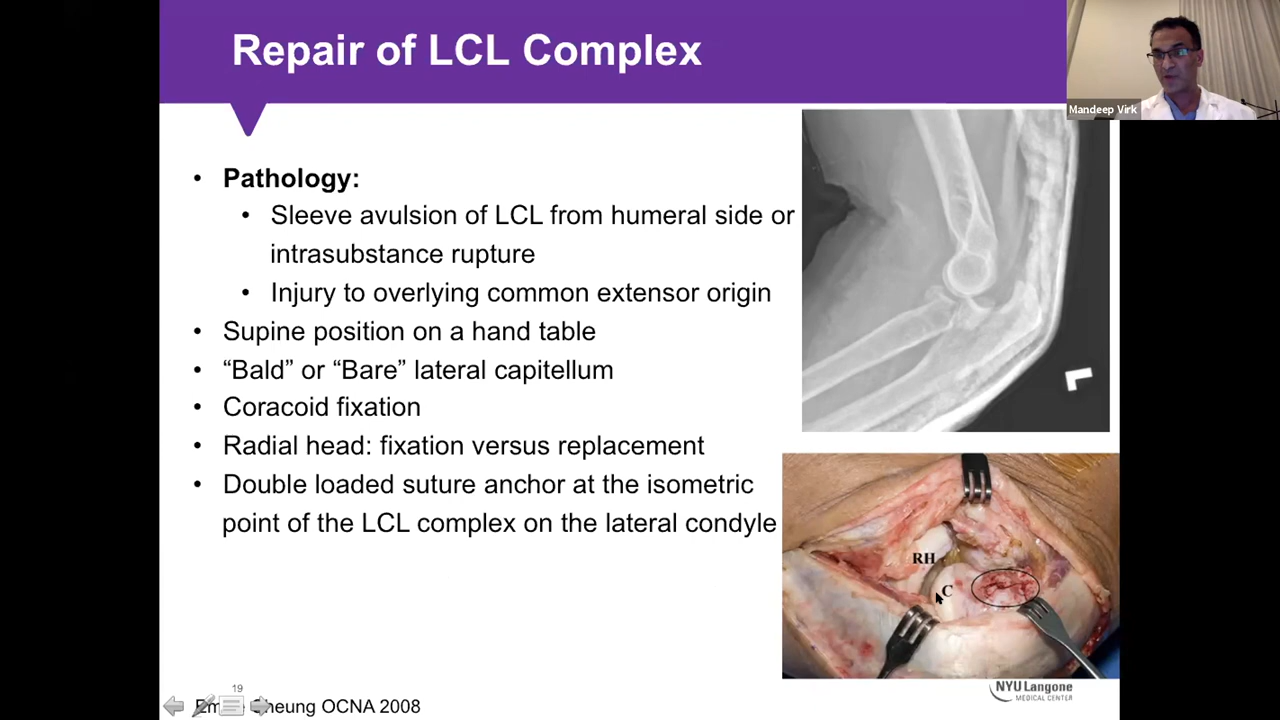 Repair of LCL Complex
Mandeep Virk
• Pathology:
• Sleeve avulsion of LCL from humeral side or
intrasubstance rupture
• Injury to overlying common extensor origin
• Supine position on a hand table
• “Bald” or “Bare” lateral capitellum
• Coracoid fixation
• Radial head: fixation versus replacement
• Double loaded suture anchor at the isometric
point of the LCL complex on the lateral condyle
L
RH
C
19
OCNA 2008
NYU Langone
MEDICAL CENTER